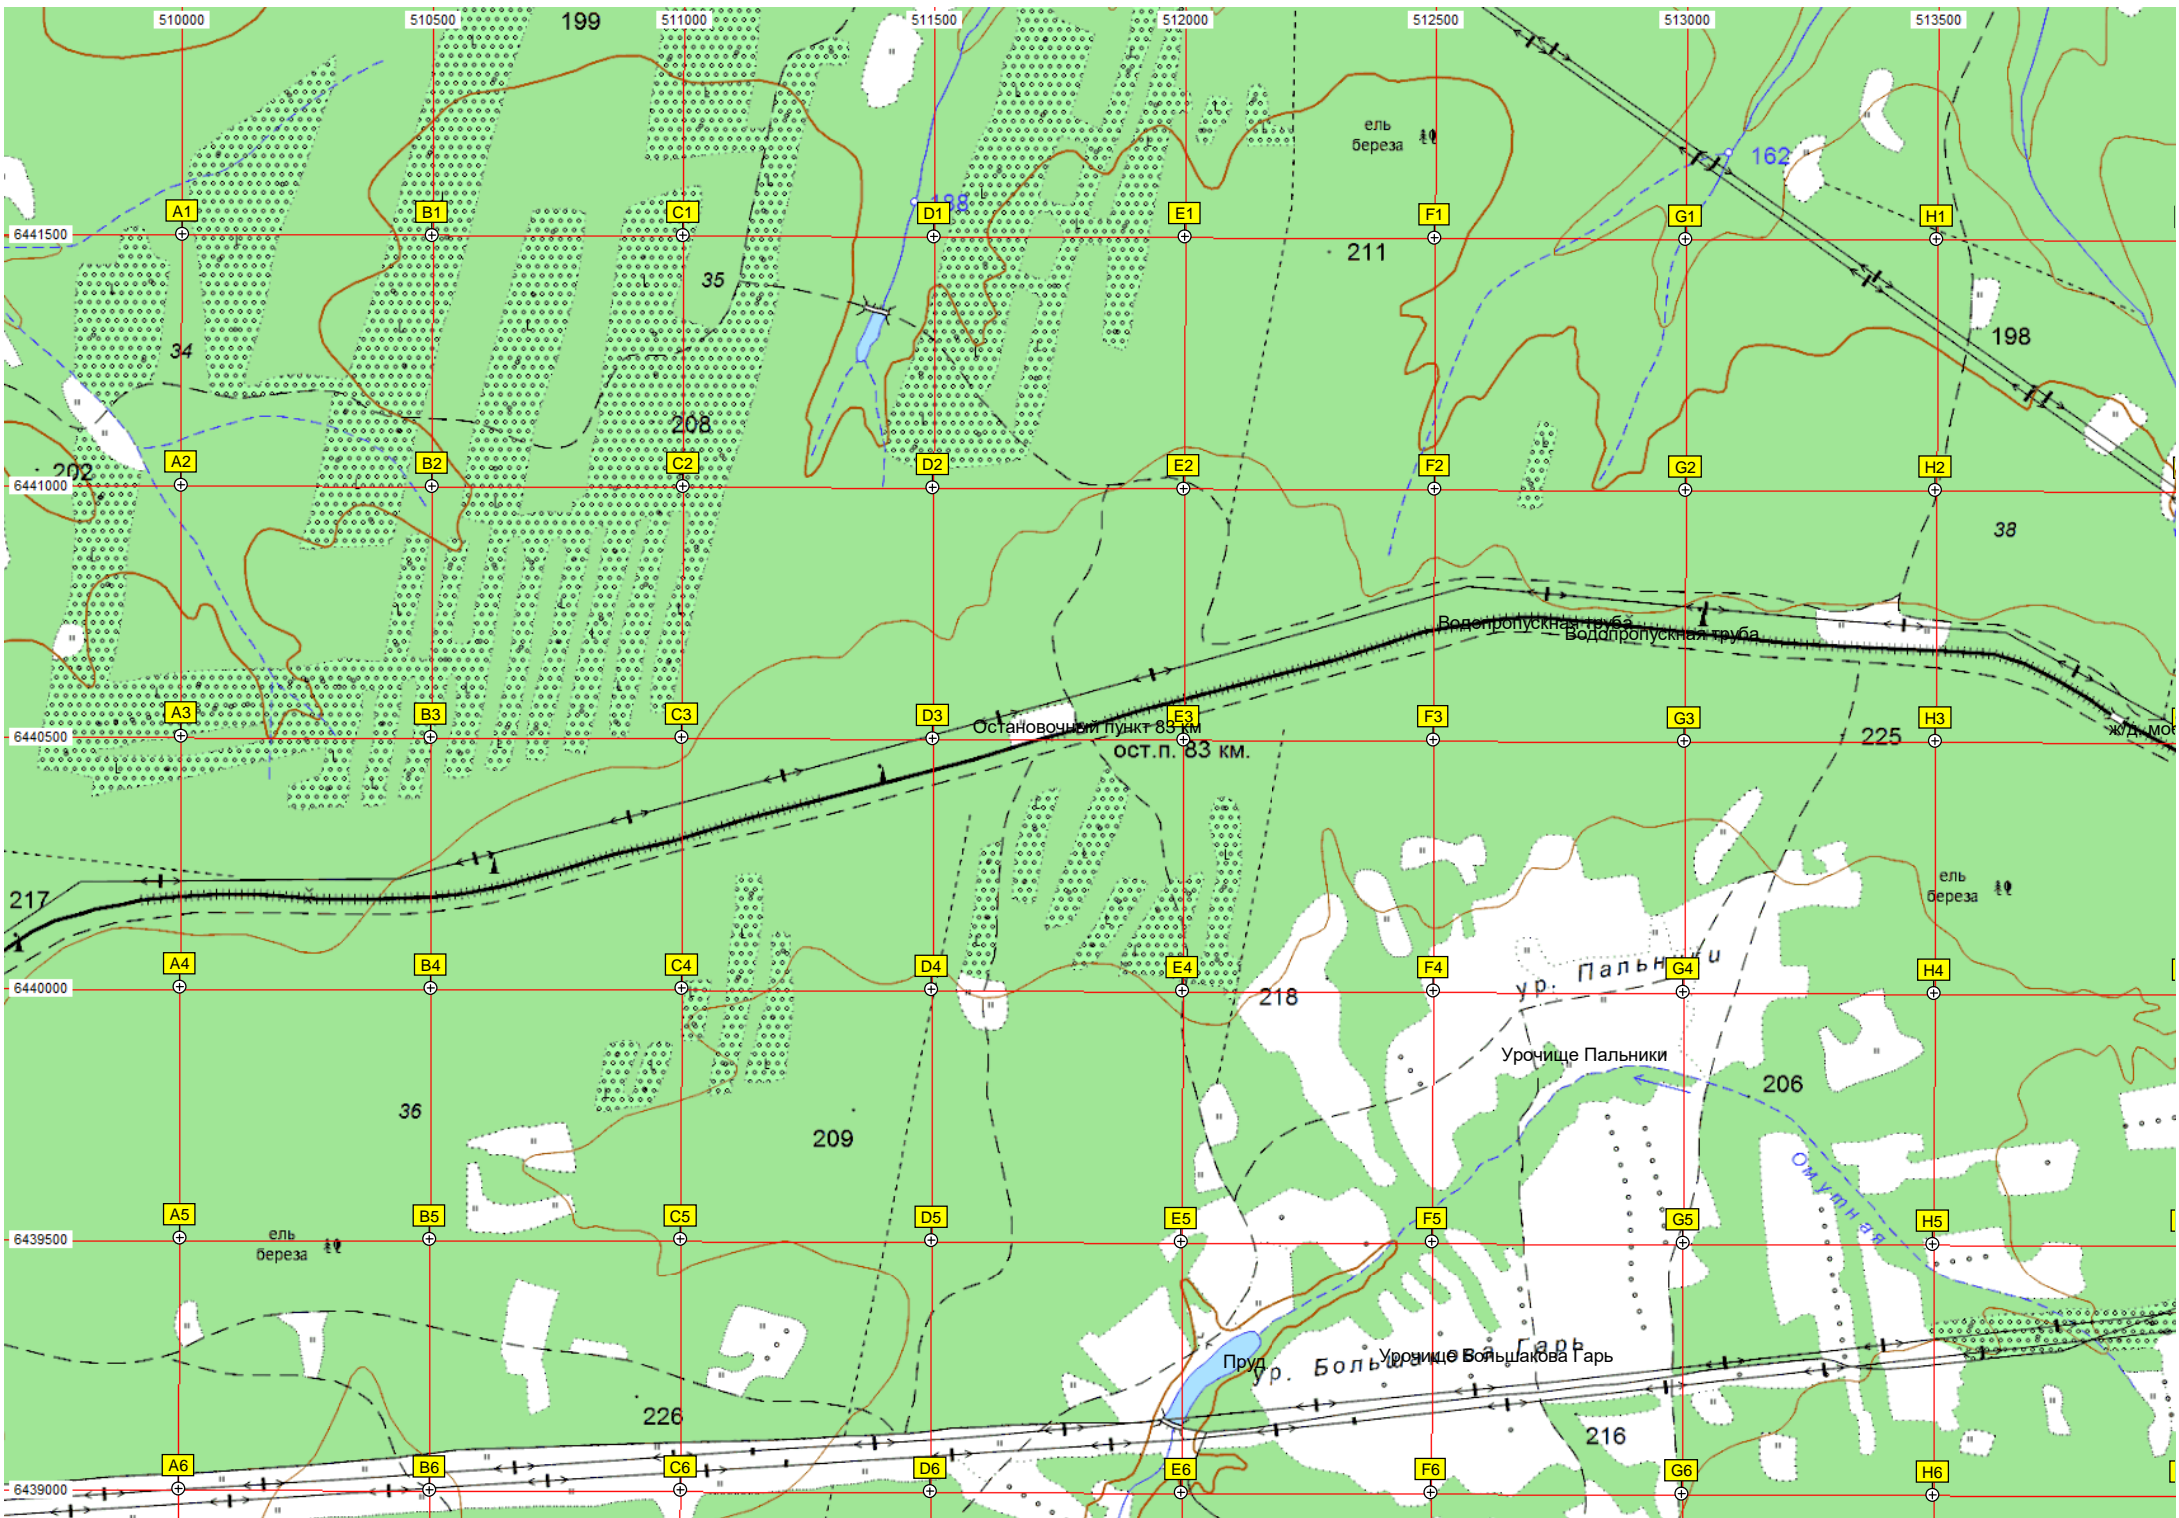 510000 510500 511000 511500 512000 512500 513000 513500
199
ель
береза
162
188
A1 B1 C1 D1 E1 F1 G1 H1
6441500
211
35
198
34
208
202
A2 B2 C2 D2 E2 F2 G2 H2
6441000
38
Водопропускная труба
Водопропускная труба
A3 B3 C3 D3 E3 F3 G3 H3
Остановочный пункт 83 км
6440500
ост.п. 83 км.
225
ж/д. мос
217
ель
береза
ур. Пальники
A4 B4 C4 D4 E4 F4 G4 H4
6440000
218
Урочище Пальники
206
36
209
Омутная
A5 B5 C5 D5 E5 F5 G5 H5
6439500
ель
береза
Пруд
ур. Большакова Гарь
Урочище Большакова Гарь
226
216
A6 B6 C6 D6 E6 F6 G6 H6
6439000